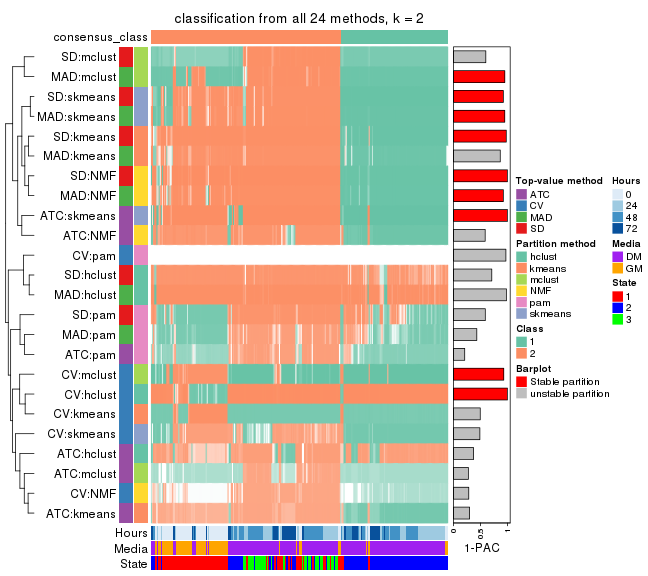 classification from all 24 methods, k = 2
consensus_class
SD:mclust
MAD:mclust
SD:skmeans
MAD:skmeans
SD:kmeans
MAD:kmeans
SD:NMF
MAD:NMF
ATC:skmeans
ATC:NMF
CV:pam
SD:hclust
MAD:hclust
SD:pam
MAD:pam
ATC:pam
CV:mclust
CV:hclust
CV:kmeans
CV:skmeans
ATC:hclust
ATC:mclust
CV:NMF
ATC:kmeans
Hours
Media
State
0
0.5
1
1-PAC
Top-value method
ATC
CV
MAD
SD
Partition method
hclust
kmeans
mclust
NMF
pam
skmeans
Class
1
2
Barplot
Stable partition
unstable partition
Hours
0
24
48
72
Media
DM
GM
State
1
2
3